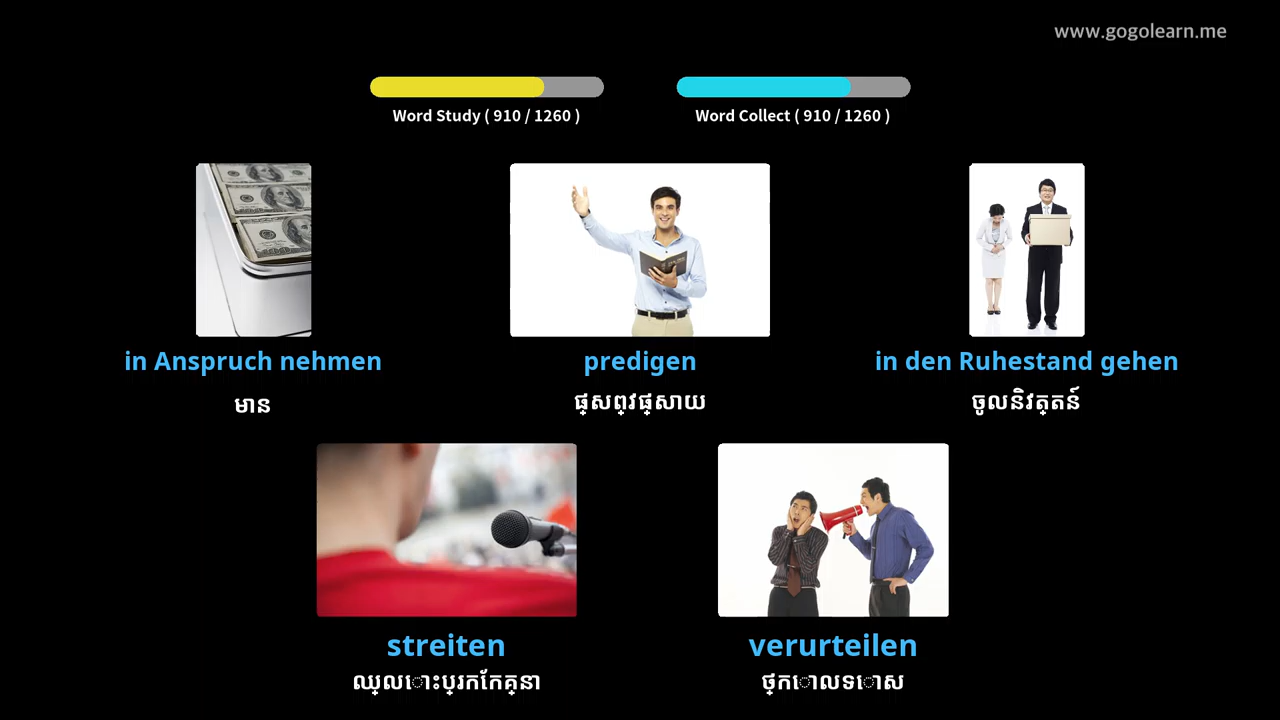 www.gogolearn.me
Word Study ( 910 / 1260 )
Word Collect ( 910 / 1260 )
in Anspruch nehmen
predigen
in den Ruhestand gehen
មាន
ផ្សព្វផ្សាយ
ចូលនិវត្តន៍
streiten
verurteilen
ឈ្លោះប្រកែកគ្នា
ថ្កោលទោស